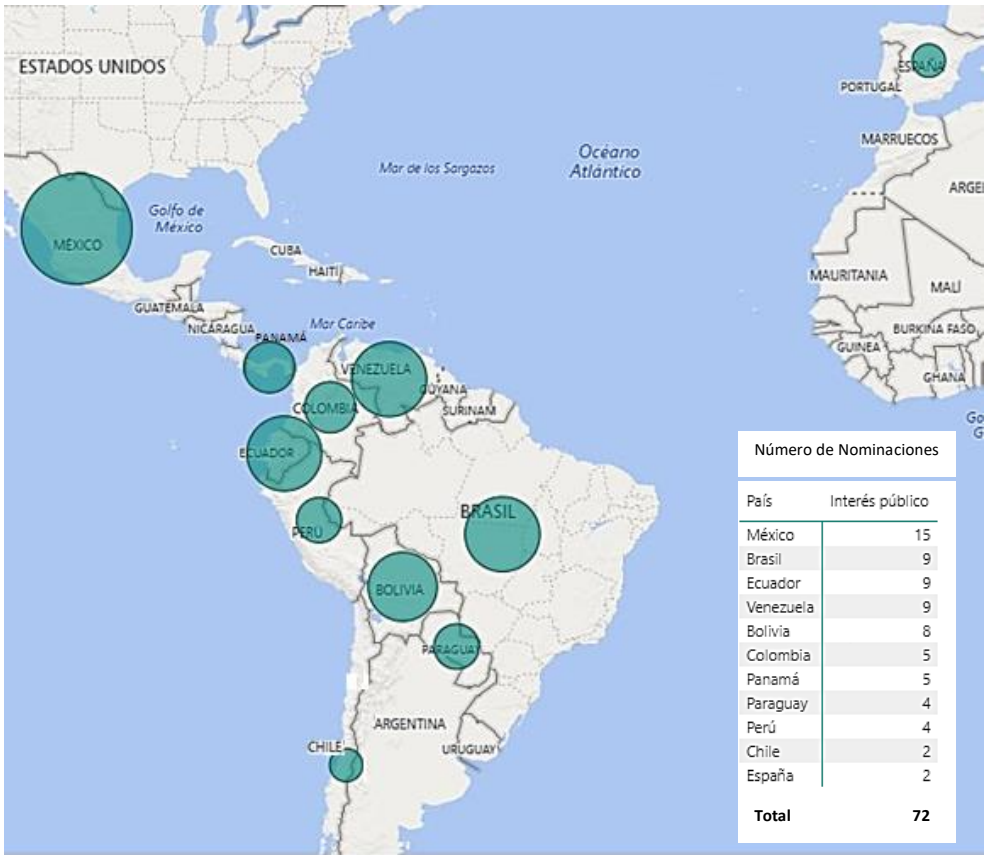 ESTADOS UNIDOS
ESPAÑA
PORTUGAL
MARRUECOS
Océano
Atlántico
Mar de los Sargazos
ARGE
Golfo de
México
MÉXICO
CUBA
HAITÍ
MAURITANIA
MALÍ
GUATEMALA
NICARAGUA
Mar Caribe
PANAMÁ
BURKINA FASO
GUINEA
GHANA
VENEZUELA
GUYANA
SURINAM
COLOMBIA
Go
G
ECUADOR
BRASIL
PERÚ
BOLIVIA
PARAGUAY
ARGENTINA
CHILE
URUGUAY
Número de Nominaciones
País Interés público
México 15
Brasil 9
Ecuador 9
Venezuela 9
Bolivia 8
Colombia 5
Panamá 5
Paraguay 4
Perú 4
Chile 2
España 2
Total 72